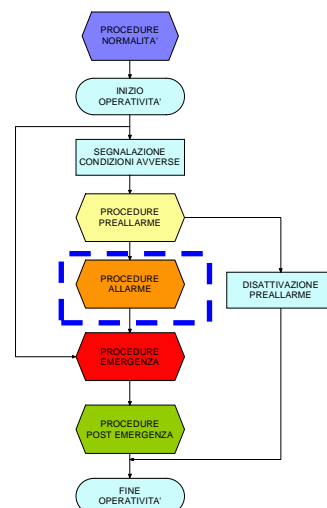 PROCEDURE
NORMALITA'
INIZIO
OPERATIVITA'
SEGNALAZIONE
CONDIZIONI AVVERSE
PROCEDURE
PREALLARME
PROCEDURE
ALLARME
DISATTIVAZIONE
PREALLARME
PROCEDURE
EMERGENZA
PROCEDURE
POST EMERGENZA
FINE
OPERATIVITA'